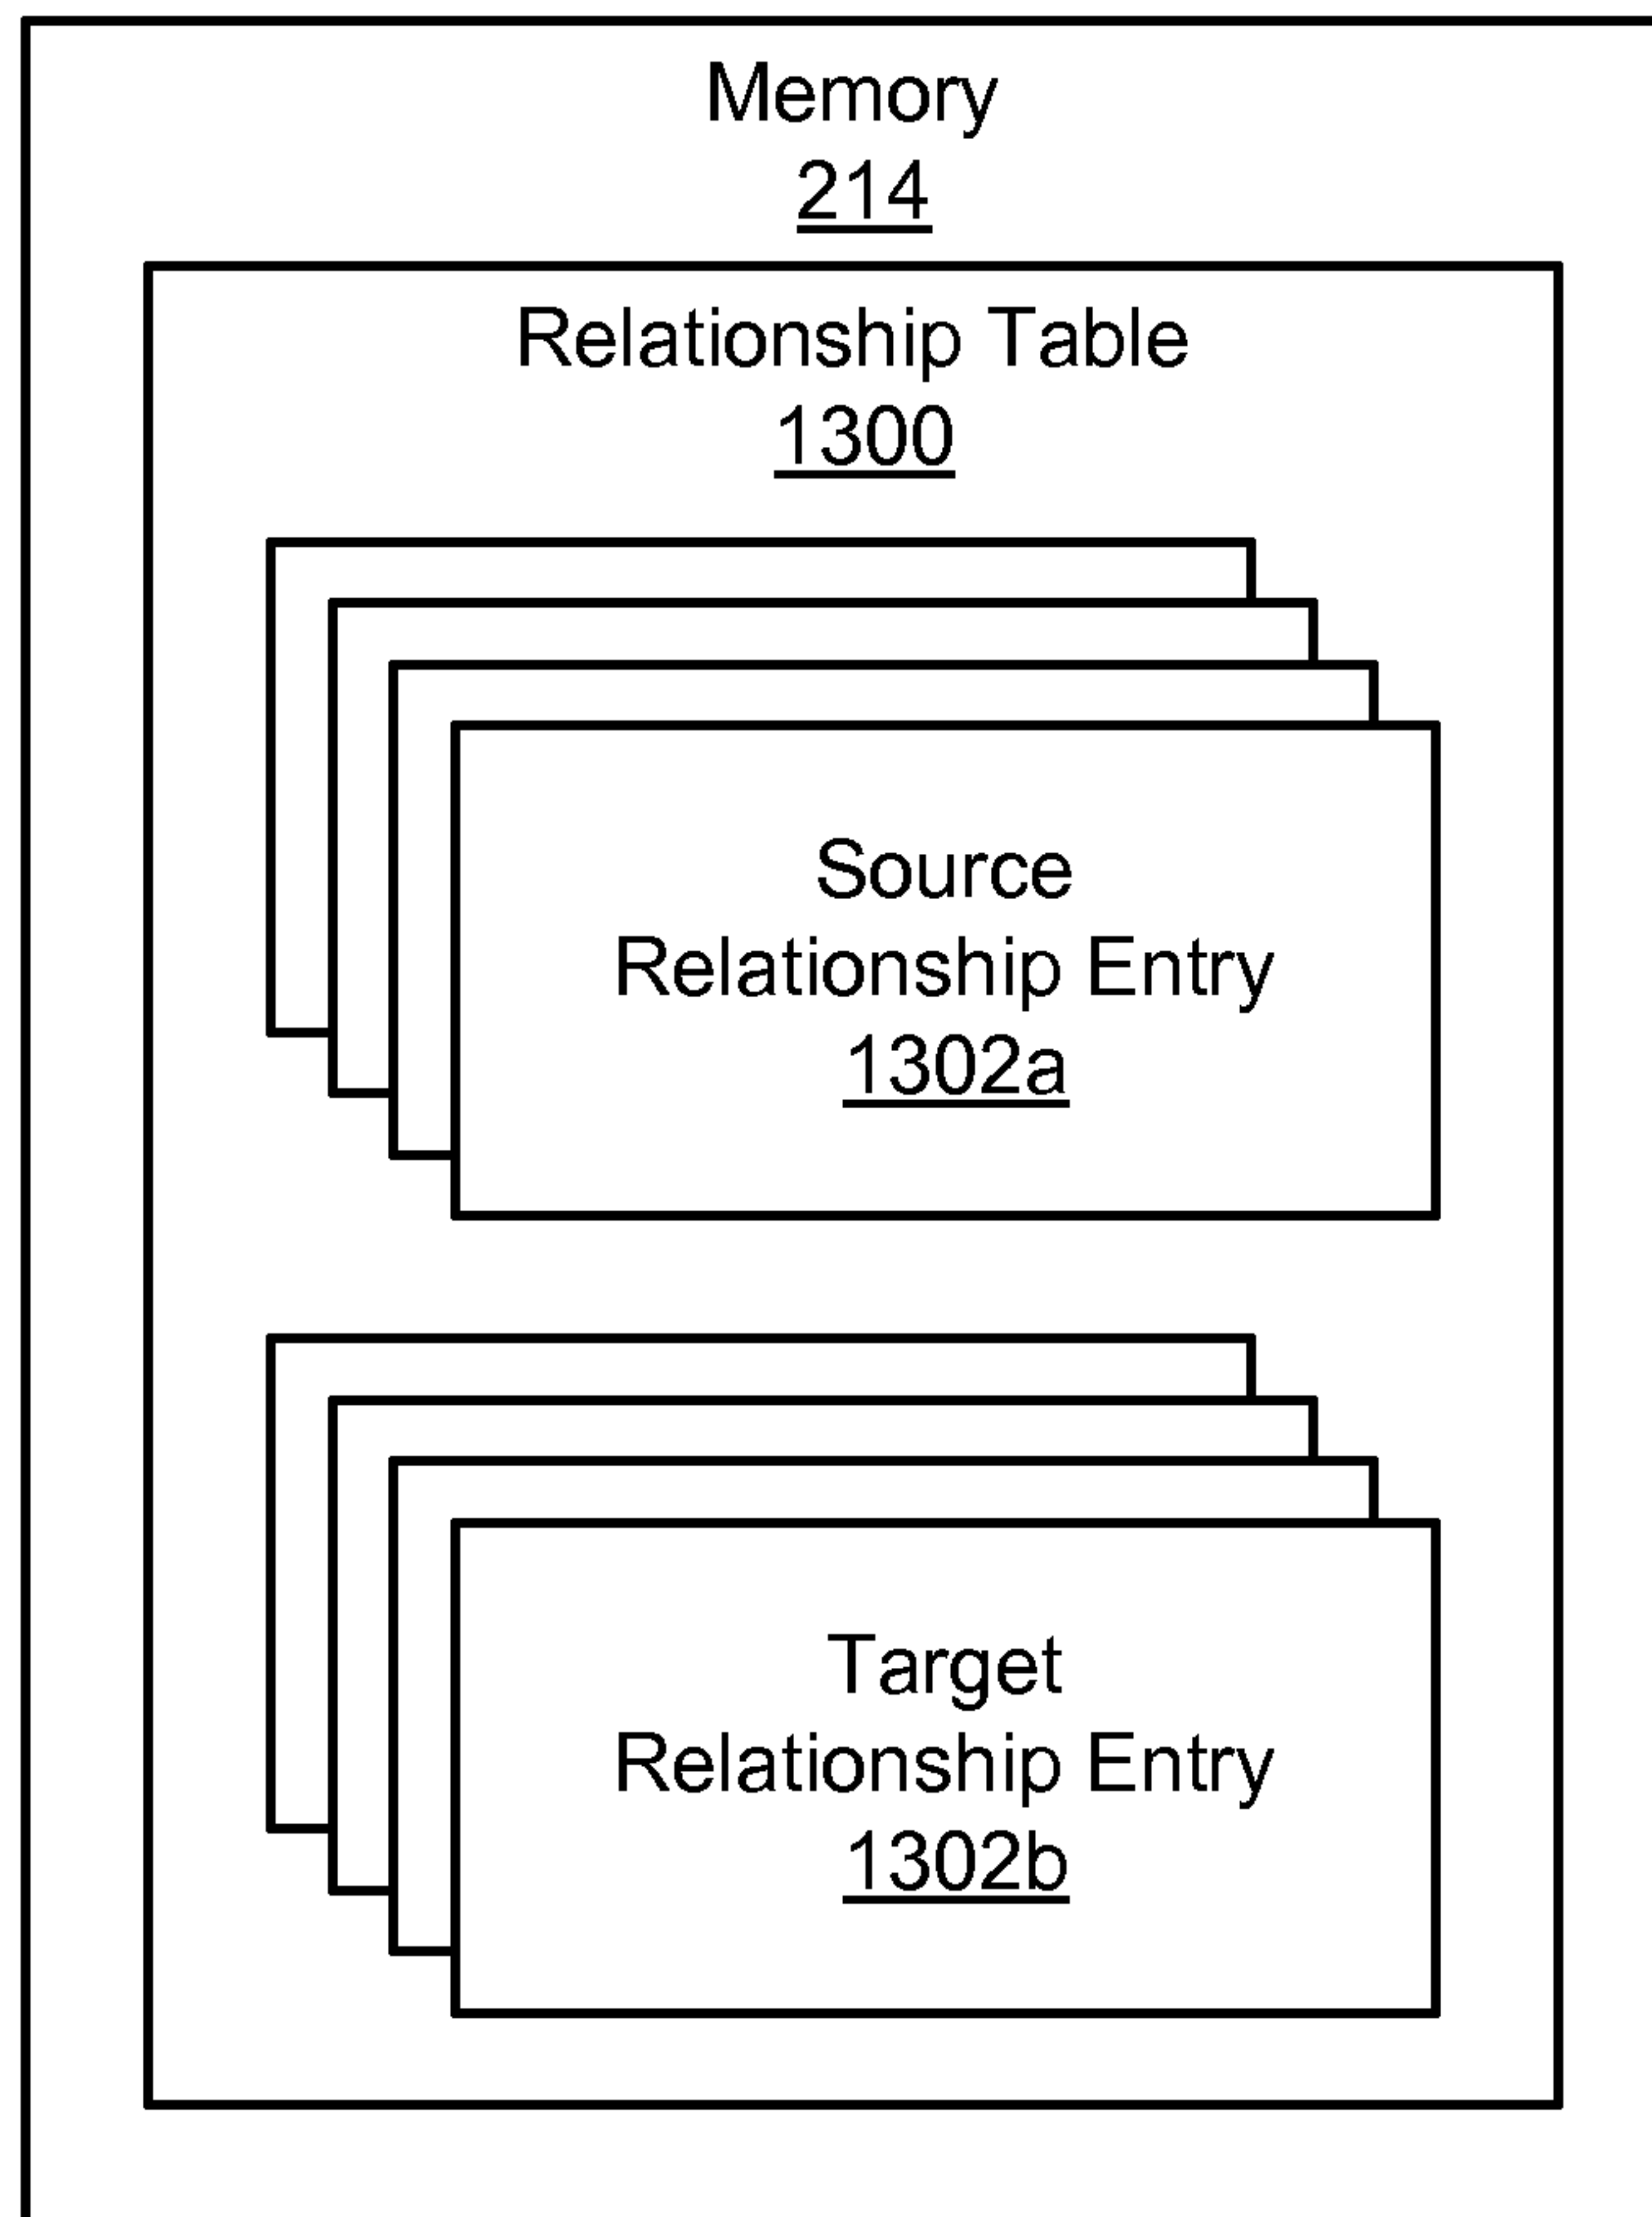 Memory
214
Relationship Table
1300
Source
Relationship Entry
1302a
Target
Relationship Entry
1302b